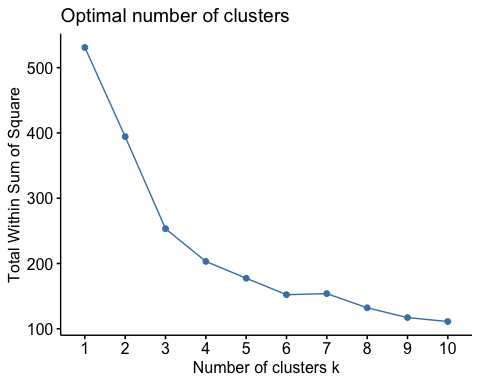 Optimal number of clusters
Total Within Sum of Square
500
400
300
200
100
1 2 3 4 5 6 7 8 9 10
Number of clusters k